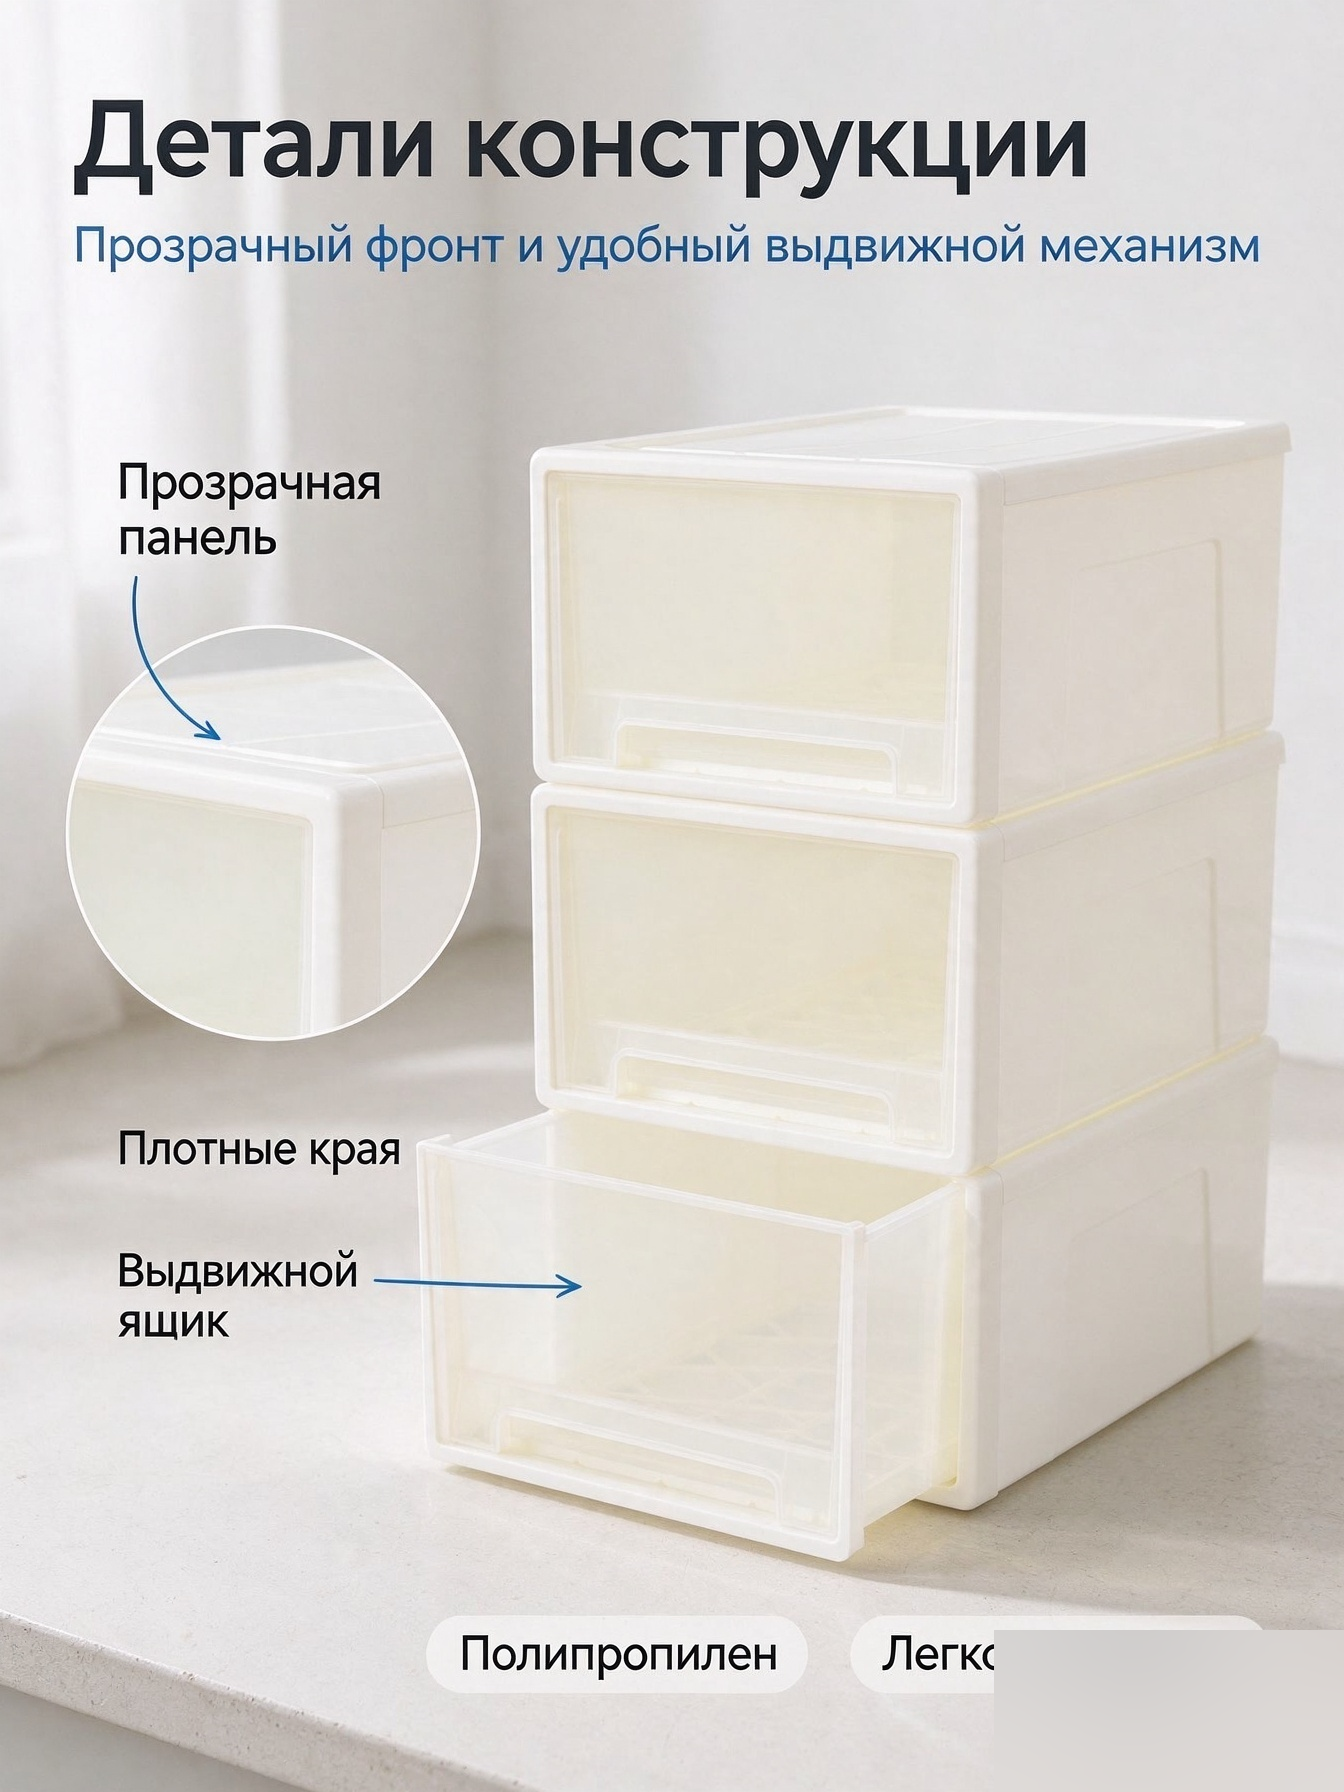 Детали конструкции
Прозрачный фронт и удобный выдвижной механизм
Прозрачная
панель
Плотные края
Выдвижной
ящик
Полипропилен